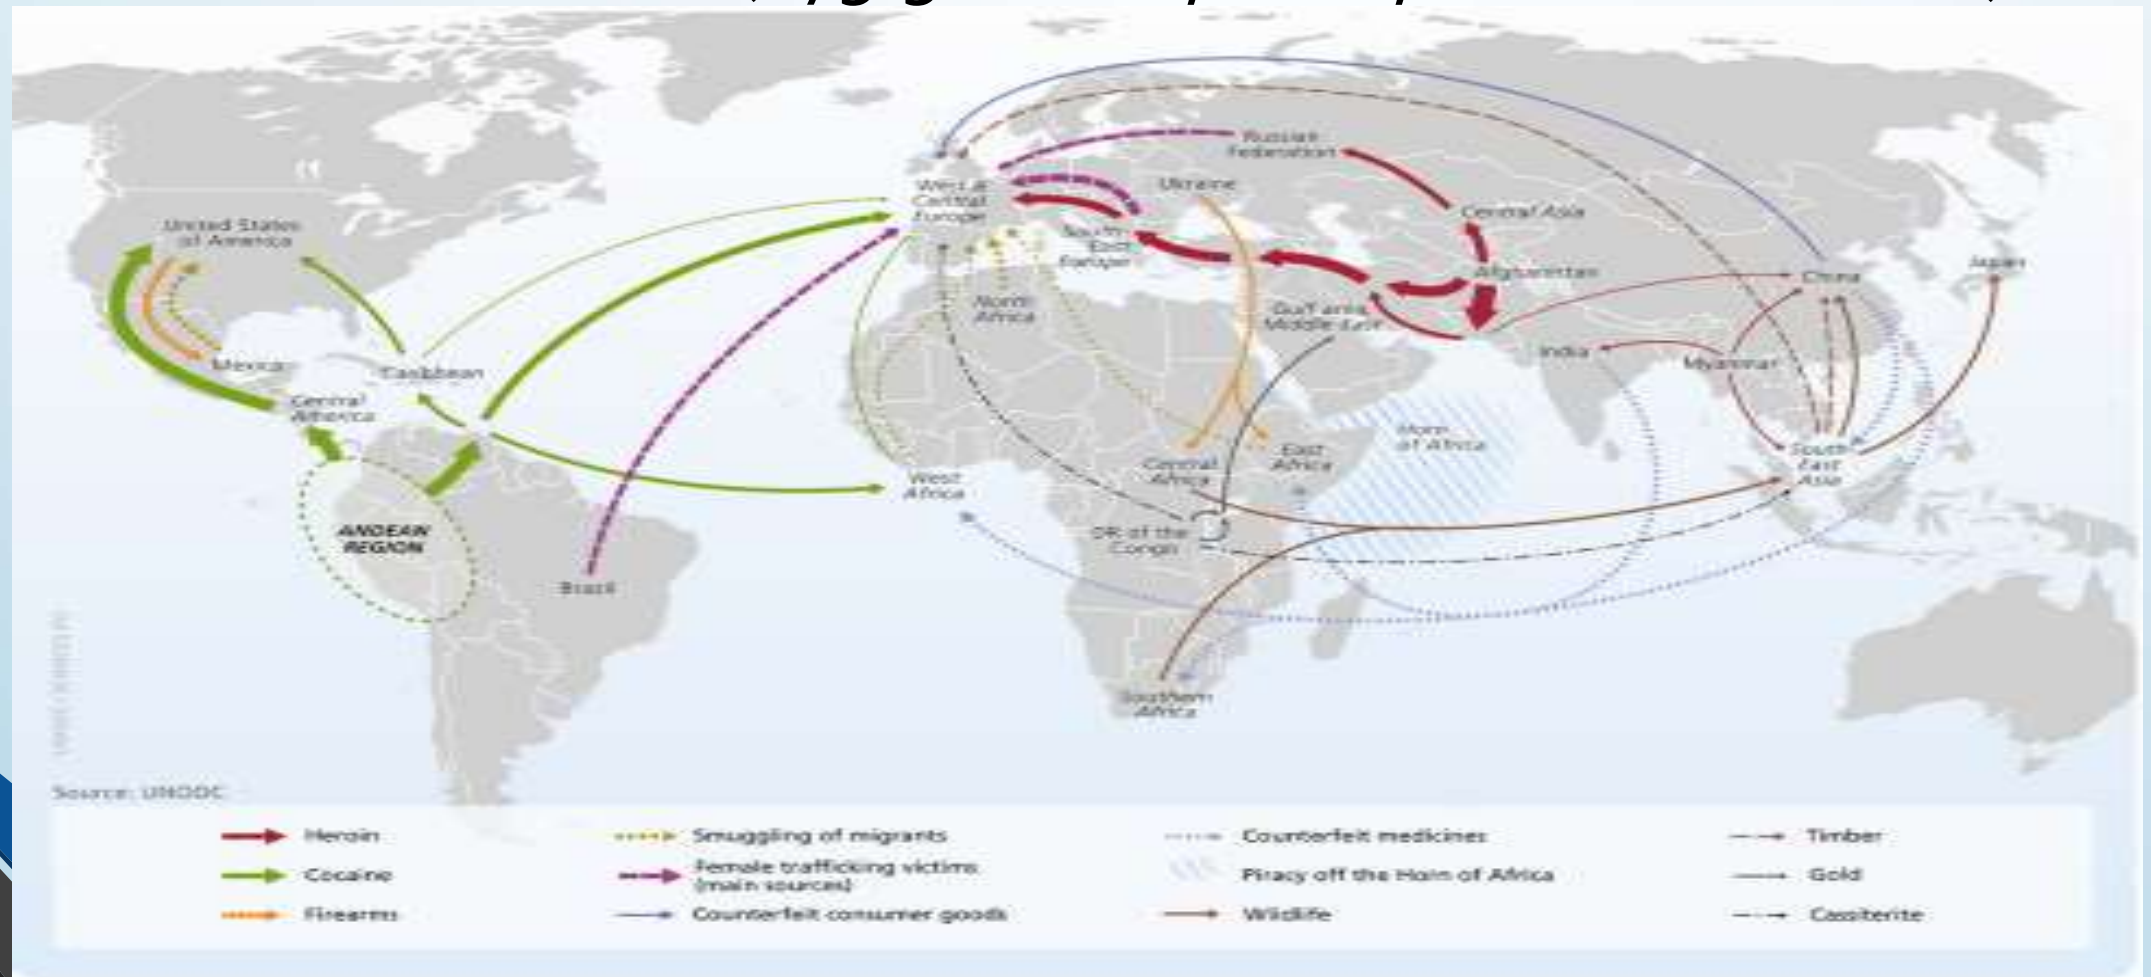 United States
of America
Mexico
Caribbean
Central
America
ANDEAN
REGION
Brazil
West &
Central
Europe
South-
East
Europe
Ukraine
Russian
Federation
Central Asia
Afghanistan
Gulf area,
Middle East
North
Africa
West
Africa
Central
Africa
East
Africa
Horn
of Africa
DR of the
Congo
Southern
Africa
India
Myanmar
China
Japan
South
East
Asia
Source: UNODC
Heroin
Cocaine
Firearms
Smuggling of migrants
Female trafficking victims
(main sources)
Counterfeit consumer goods
Counterfeit medicines
Piracy off the Horn of Africa
Wildlife
Timber
Gold
Cassiterite